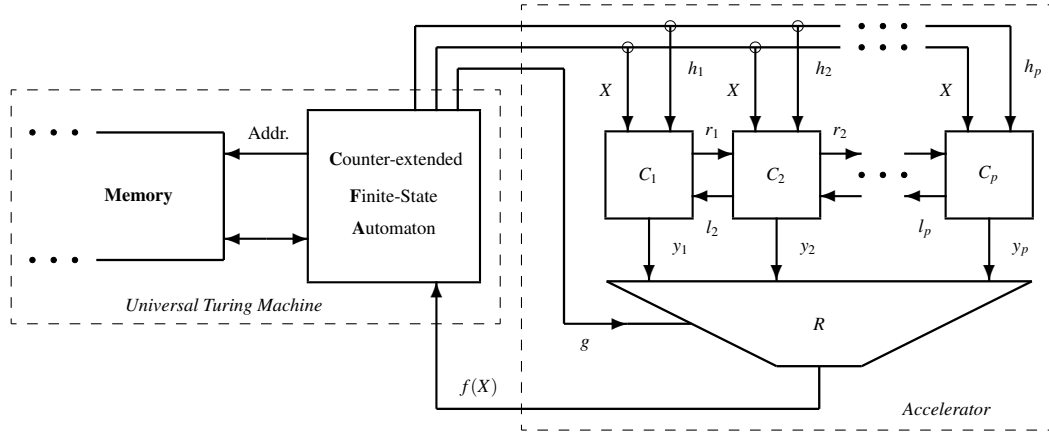 h₁
h₂
hₚ
X
X
X
Addr.
r₁
r₂
Counter-extended
Finite-State
Automaton
Memory
C₁
C₂
Cₚ
l₂
lₚ
y₁
y₂
yₚ
Universal Turing Machine
R
g
f(X)
Accelerator